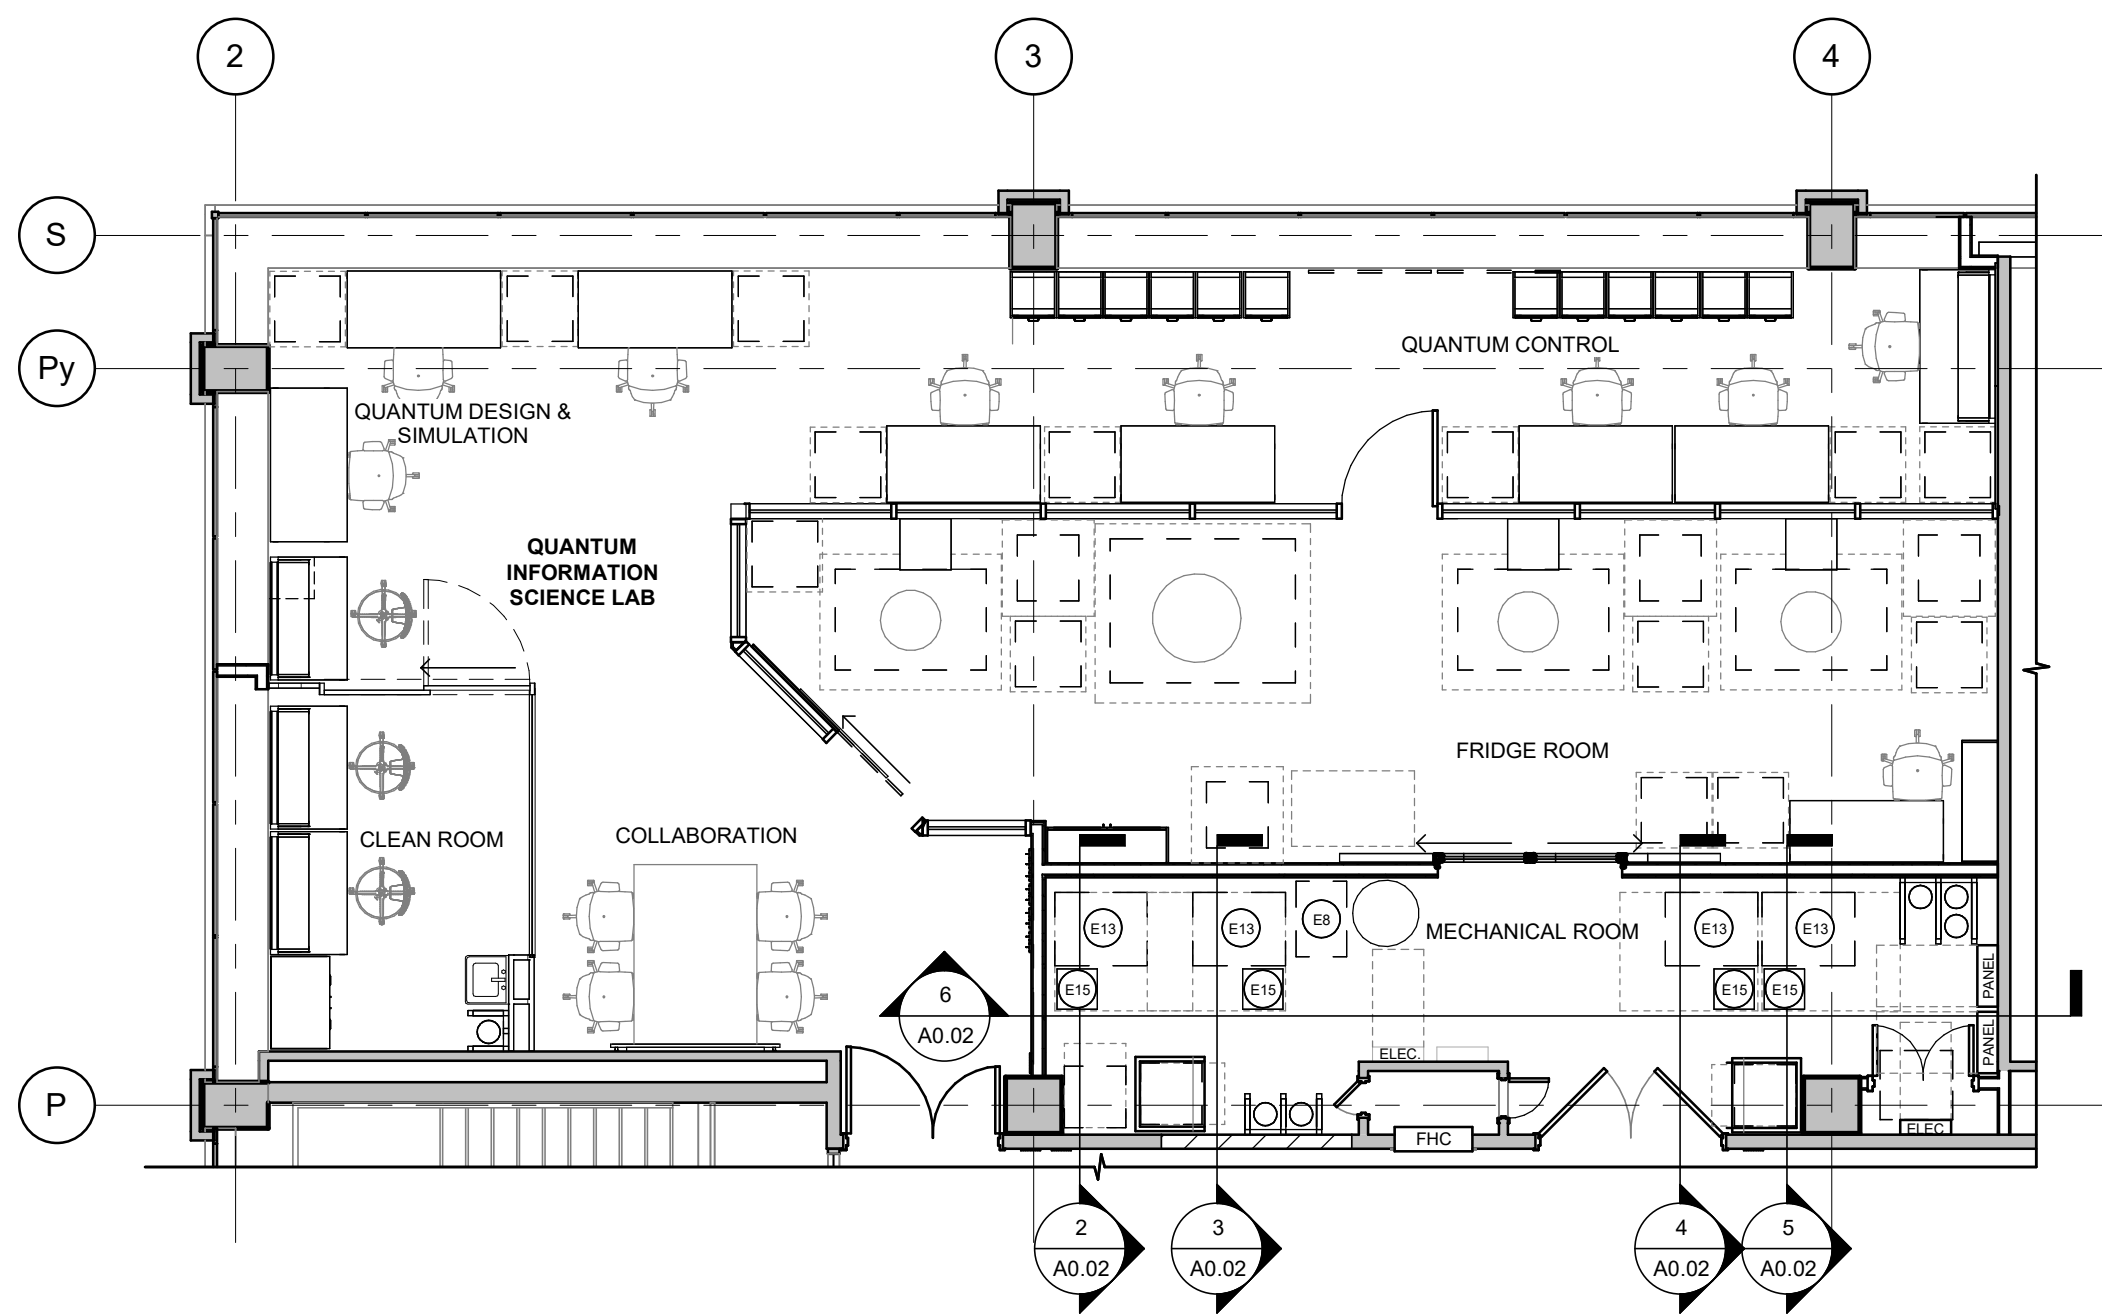 2
3
4
S
Py
QUANTUM CONTROL
QUANTUM DESIGN &
SIMULATION
QUANTUM
INFORMATION
SCIENCE LAB
FRIDGE ROOM
CLEAN ROOM
COLLABORATION
E13
E13
E8
MECHANICAL ROOM
E13
E13
E15
E15
E15
E15
PANEL
PANEL
6
A0.02
ELEC.
P
FHC
ELEC
2
A0.02
3
A0.02
4
A0.02
5
A0.02